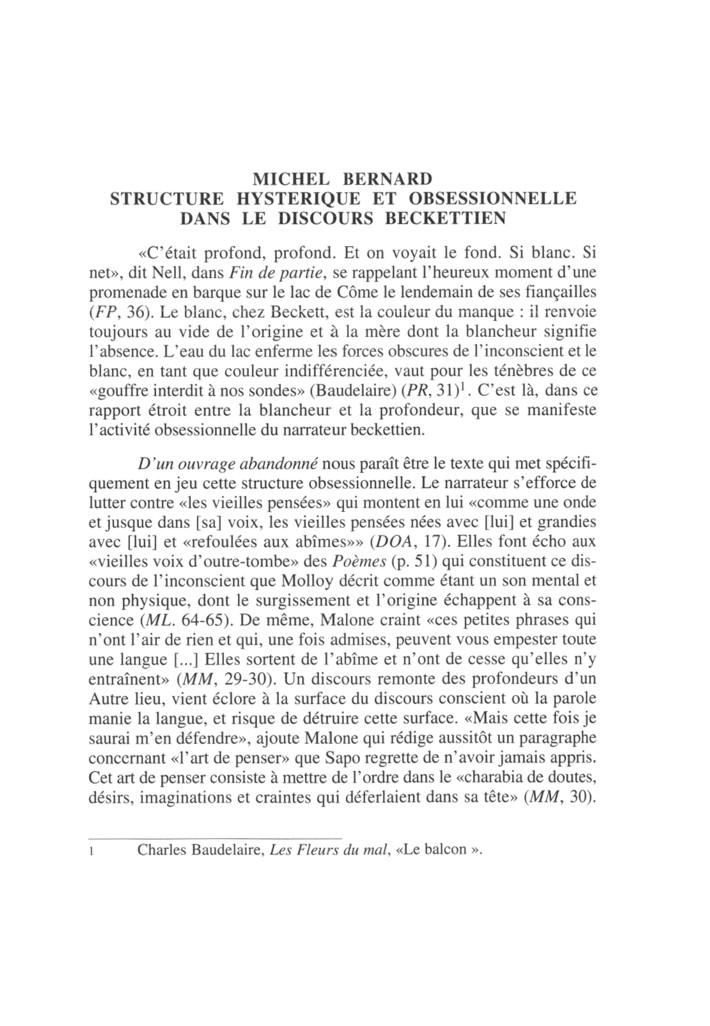 MICHEL BERNARD
STRUCTURE HYSTERIQUE ET OBSESSIONNELLE
DANS LE DISCOURS BECKETTIEN
«C'était profond, profond. Et on voyait le fond. Si blanc. Si
net», dit Nell, dans Fin de partie, se rappelant l'heureux moment d'une
promenade en barque sur le lac de Côme le lendemain de ses fiançailles
(FP, 36). Le blanc, chez Beckett, est la couleur du manque : il renvoie
toujours au vide de l'origine et à la mère dont la blancheur signifie
l'absence. L'eau du lac enferme les forces obscures de l'inconscient et le
blanc, en tant que couleur indifférenciée, vaut pour les ténèbres de ce
«gouffre interdit à nos sondes» (Baudelaire) (PR, 31)¹. C'est là, dans ce
rapport étroit entre la blancheur et la profondeur, que se manifeste
l'activité obsessionnelle du narrateur beckettien.
D'un ouvrage abandonné nous paraît être le texte qui met spécifi-
quement en jeu cette structure obsessionnelle. Le narrateur s'efforce de
lutter contre «les vieilles pensées» qui montent en lui «comme une onde
et jusque dans [sa] voix, les vieilles pensées nées avec [lui] et grandies
avec [lui] et «refoulées aux abîmes»» (DOA, 17). Elles font écho aux
«vieilles voix d'outre-tombe» des Poèmes (p. 51) qui constituent ce dis-
cours de l'inconscient que Molloy décrit comme étant un son mental et
non physique, dont le surgissement et l'origine échappent à sa cons-
cience (ML. 64-65). De même, Malone craint «ces petites phrases qui
n'ont l'air de rien et qui, une fois admises, peuvent vous empester toute
une langue [...] Elles sortent de l'abîme et n'ont de cesse qu'elles n'y
entraînent» (MM, 29-30). Un discours remonte des profondeurs d'un
Autre lieu, vient éclore à la surface du discours conscient où la parole
manie la langue, et risque de détruire cette surface. «Mais cette fois je
saurai m'en défendre», ajoute Malone qui rédige aussitôt un paragraphe
concernant «l'art de penser» que Sapo regrette de n'avoir jamais appris.
Cet art de penser consiste à mettre de l'ordre dans le «charabia de doutes,
désirs, imaginations et craintes qui déferlaient dans sa tête» (MM, 30).
1 Charles Baudelaire, Les Fleurs du mal, «Le balcon ».